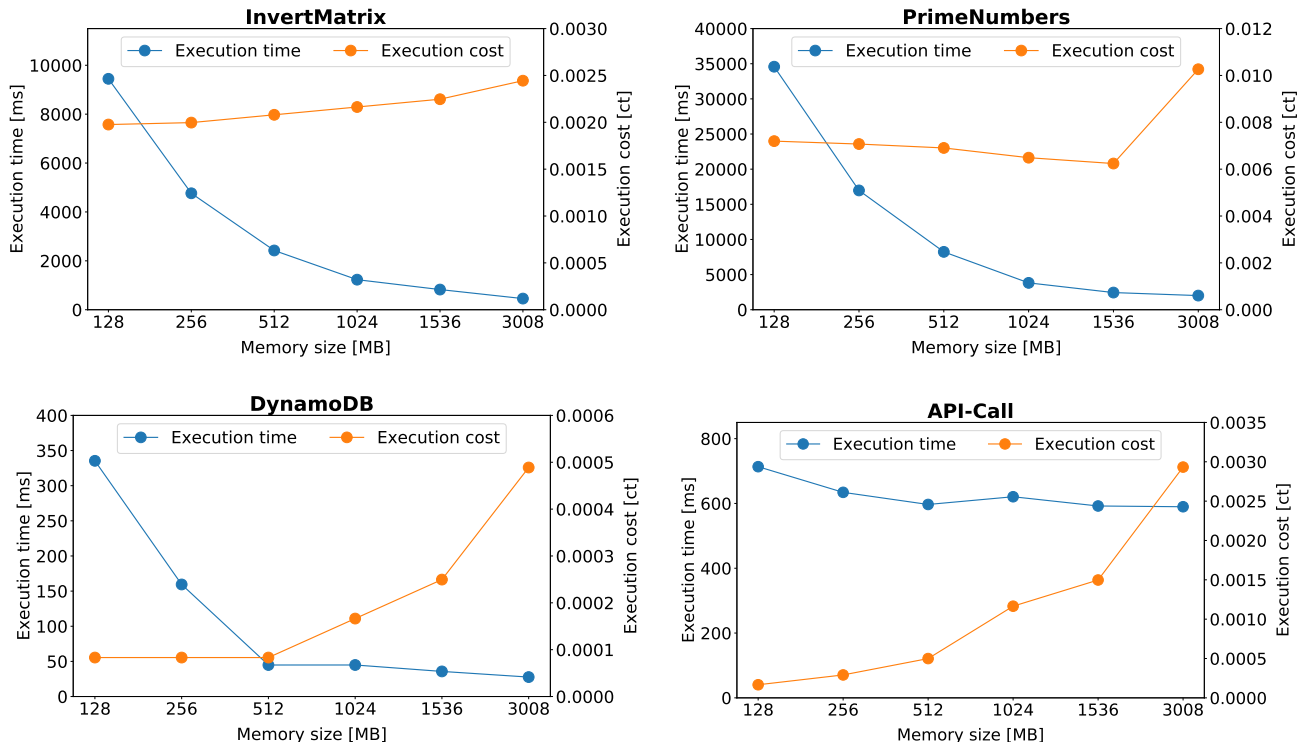 InvertMatrix
Execution time
Execution cost
Execution time [ms]
10000
8000
6000
4000
2000
0
0.0030
0.0025
0.0020
0.0015
0.0010
0.0005
0.0000
Execution cost [ct]
128 256 512 1024 1536 3008
Memory size [MB]
PrimeNumbers
Execution time
Execution cost
Execution time [ms]
40000
35000
30000
25000
20000
15000
10000
5000
0
0.012
0.010
0.008
0.006
0.004
0.002
0.000
Execution cost [ct]
128 256 512 1024 1536 3008
Memory size [MB]
DynamoDB
Execution time
Execution cost
Execution time [ms]
400
350
300
250
200
150
100
50
0
0.0006
0.0005
0.0004
0.0003
0.0002
0.0001
0.0000
Execution cost [ct]
128 256 512 1024 1536 3008
Memory size [MB]
API-Call
Execution time
Execution cost
Execution time [ms]
800
600
400
200
0
0.0035
0.0030
0.0025
0.0020
0.0015
0.0010
0.0005
0.0000
Execution cost [ct]
128 256 512 1024 1536 3008
Memory size [MB]